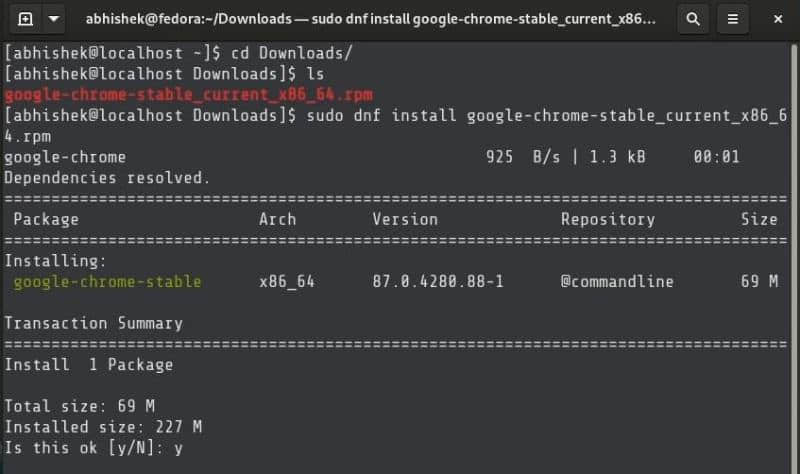 abhishek@fedora:~/Downloads — sudo dnf install google-chrome-stable_current_x86...
[abhishek@localhost ~]$ cd Downloads/
[abhishek@localhost Downloads]$ ls
google-chrome-stable_current_x86_64.rpm
[abhishek@localhost Downloads]$ sudo dnf install google-chrome-stable_current_x86_6
4.rpm
google-chrome 925 B/s | 1.3 kB 00:01
Dependencies resolved.
================================================================================
Package Arch Version Repository Size
================================================================================
Installing:
google-chrome-stable x86_64 87.0.4280.88-1 @commandline 69 M
Transaction Summary
================================================================================
Install 1 Package
Total size: 69 M
Installed size: 227 M
Is this ok [y/N]: y